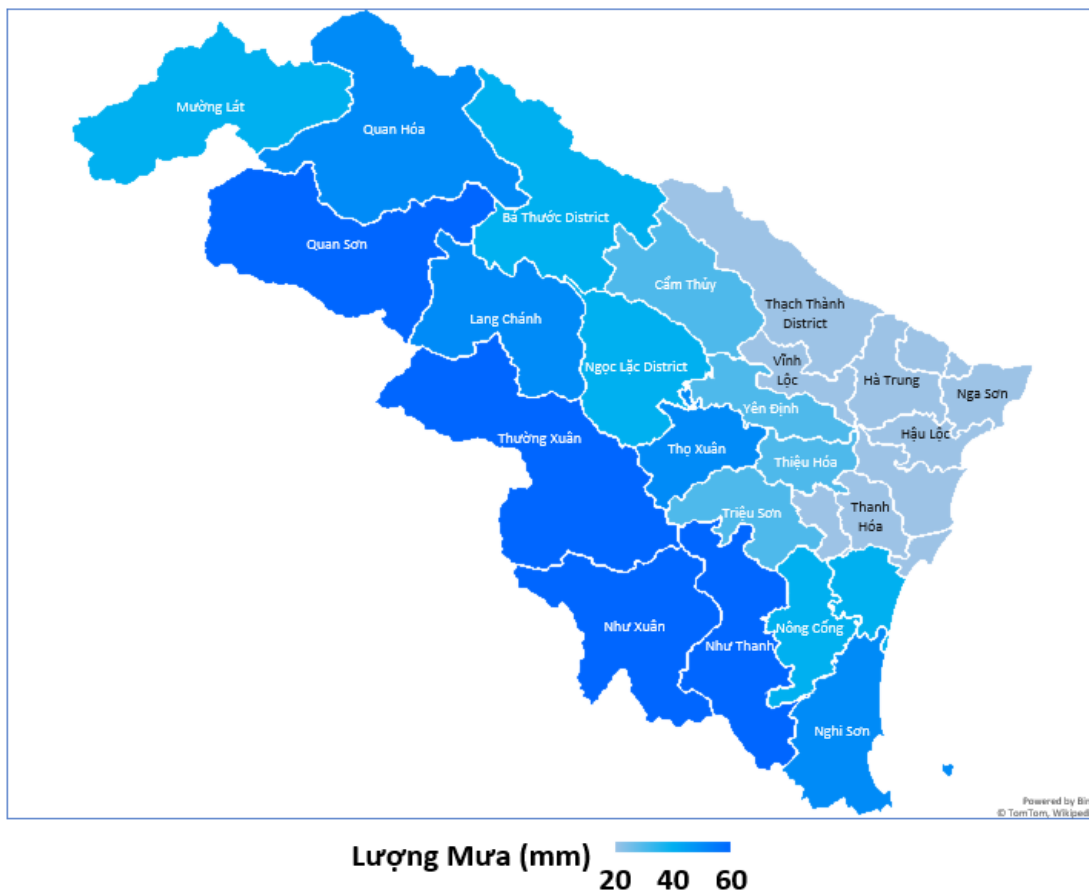 Mường Lát
Quan Hóa
Bá Thước District
Quan Sơn
Cẩm Thủy
Thạch Thành
District
Lang Chánh
Vĩnh
Lộc
Ngọc Lặc District
Hà Trung
Nga Sơn
Yên Định
Hậu Lộc
Thường Xuân
Thọ Xuân
Thiệu Hóa
Triệu Sơn
Thanh
Hóa
Như Xuân
Nông Cống
Như Thanh
Nghi Sơn
Powered by Bin
© TomTom, Wikiped
Lượng Mưa (mm)
20 40 60